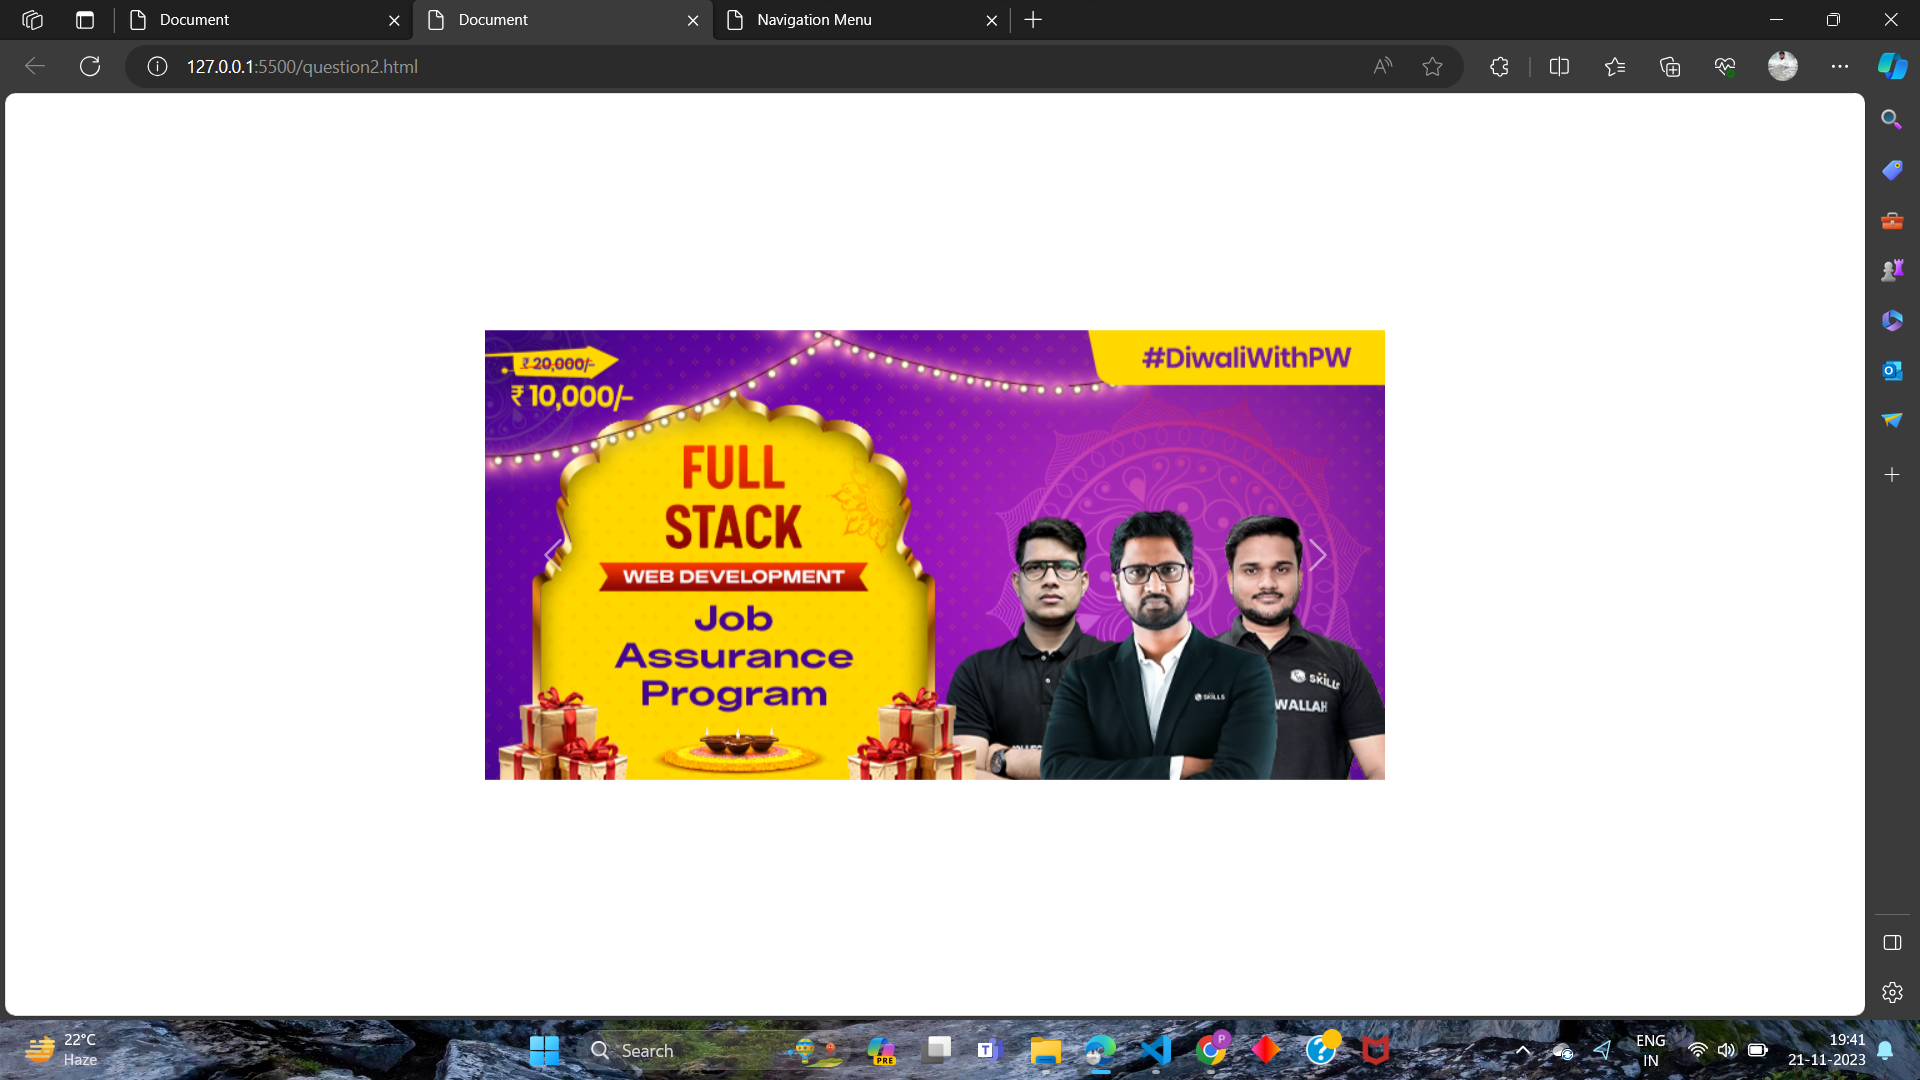 Document
Document
Navigation Menu
127.0.0.1:5500/question2.html
₹ 20,000/-
₹ 10,000/-
#DiwaliWithPW
FULL
STACK
WEB DEVELOPMENT
Job
Assurance
Program
SKILLS
SKILLS
WALLAH
22°C
Haze
Search
PRE
ENG
IN
19:41
21-11-2023